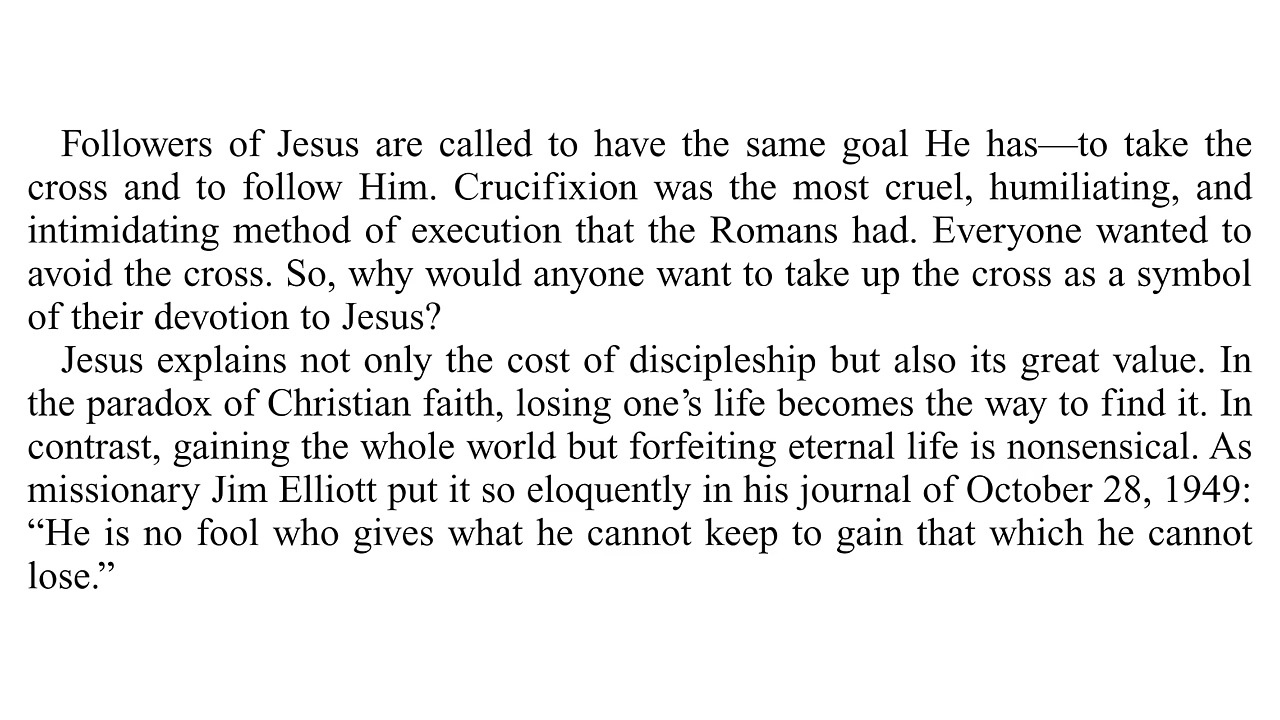 Followers of Jesus are called to have the same goal He has—to take the
cross and to follow Him. Crucifixion was the most cruel, humiliating, and
intimidating method of execution that the Romans had. Everyone wanted to
avoid the cross. So, why would anyone want to take up the cross as a symbol
of their devotion to Jesus?
Jesus explains not only the cost of discipleship but also its great value. In
the paradox of Christian faith, losing one’s life becomes the way to find it. In
contrast, gaining the whole world but forfeiting eternal life is nonsensical. As
missionary Jim Elliott put it so eloquently in his journal of October 28, 1949:
“He is no fool who gives what he cannot keep to gain that which he cannot
lose.”